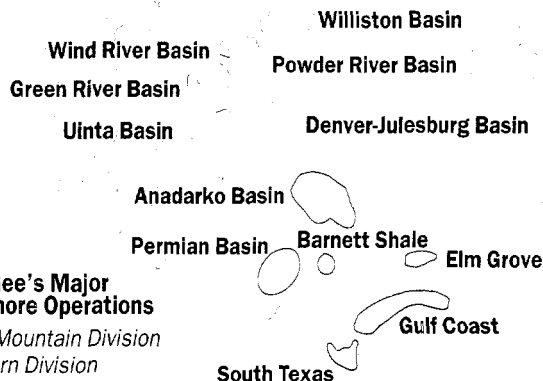 Williston Basin
Wind River Basin
Powder River Basin
Green River Basin
Uinta Basin
Denver-Julesburg Basin
Anadarko Basin
Permian Basin
Barnett Shale
Elm Grove
ee's Major
ore Operations
Mountain Division
rn Division
Gulf Coast
South Texas